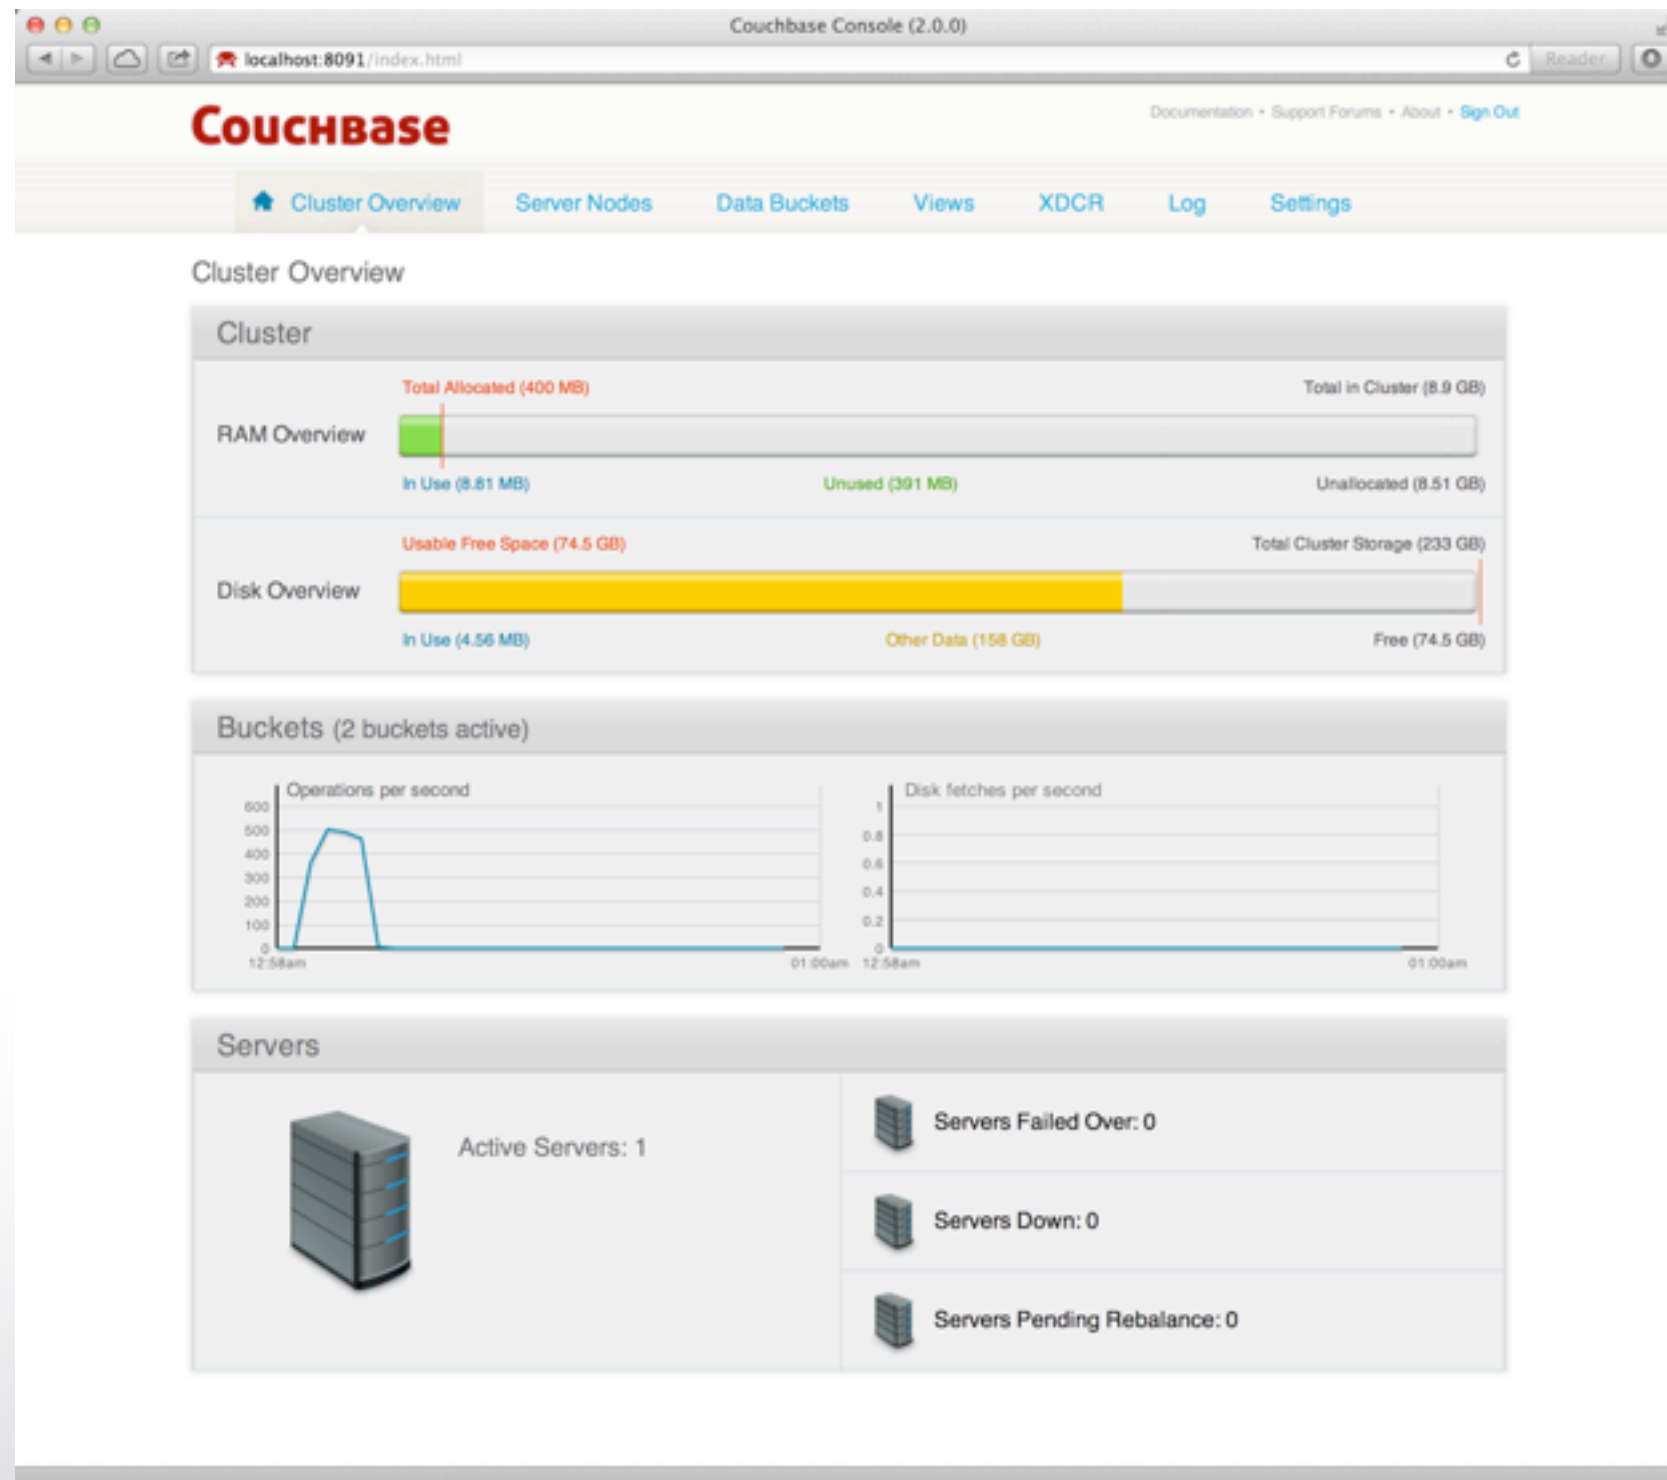 Couchbase Console (2.0.0)
localhost:8091/index.html
Reader
Couchbase
Documentation • Support Forums • About • Sign Out
Cluster Overview Server Nodes Data Buckets Views XDCR Log Settings
Cluster Overview
Cluster
Total Allocated (400 MB) Total in Cluster (8.9 GB)
RAM Overview
In Use (8.81 MB) Unused (391 MB) Unallocated (8.51 GB)
Usable Free Space (74.5 GB) Total Cluster Storage (233 GB)
Disk Overview
In Use (4.56 MB) Other Data (158 GB) Free (74.5 GB)
Buckets (2 buckets active)
Operations per second
600
500
400
300
200
100
0
12:58am 01:00am
Disk fetches per second
1
0.8
0.6
0.4
0.2
0
12:58am 01:00am
Servers
Active Servers: 1
Servers Failed Over: 0
Servers Down: 0
Servers Pending Rebalance: 0